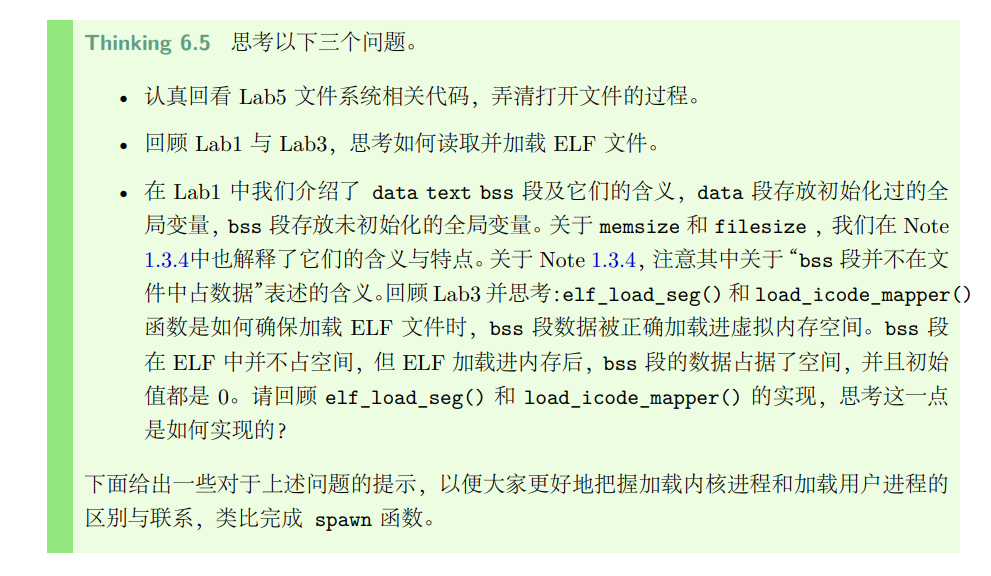 Thinking 6.5 思考以下三个问题。
• 认真回看 Lab5 文件系统相关代码，弄清打开文件的过程。
• 回顾 Lab1 与 Lab3，思考如何读取并加载 ELF 文件。
• 在 Lab1 中我们介绍了 data text bss 段及它们的含义，data 段存放初始化过的全
局变量，bss 段存放未初始化的全局变量。关于 memsize 和 filesize ，我们在 Note
1.3.4中也解释了它们的含义与特点。关于 Note 1.3.4，注意其中关于“bss 段并不在文
件中占数据”表述的含义。回顾 Lab3 并思考：elf_load_seg() 和 load_icode_mapper()
函数是如何确保加载 ELF 文件时，bss 段数据被正确加载进虚拟内存空间。bss 段
在 ELF 中并不占空间，但 ELF 加载进内存后，bss 段的数据占据了空间，并且初始
值都是 0。请回顾 elf_load_seg() 和 load_icode_mapper() 的实现，思考这一点
是如何实现的？
下面给出一些对于上述问题的提示，以便大家更好地把握加载内核进程和加载用户进程的
区别与联系，类比完成 spawn 函数。